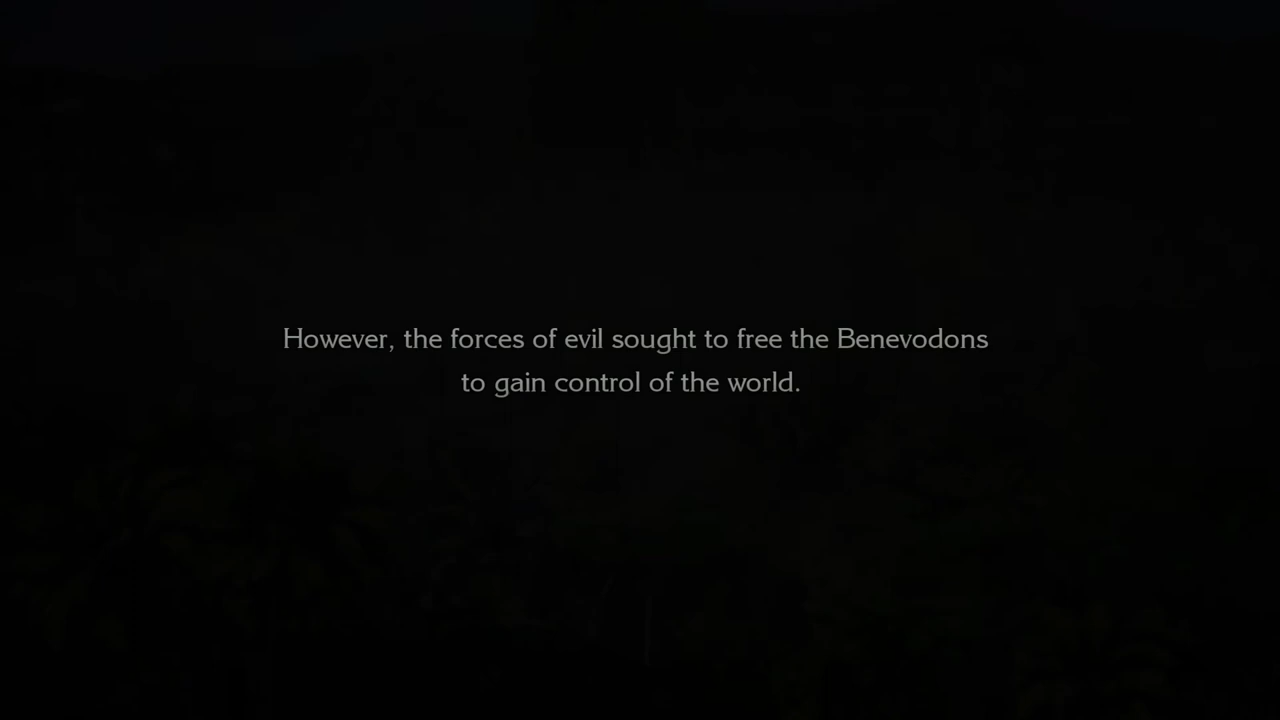 However, the forces of evil sought to free the Benevodons
to gain control of the world.